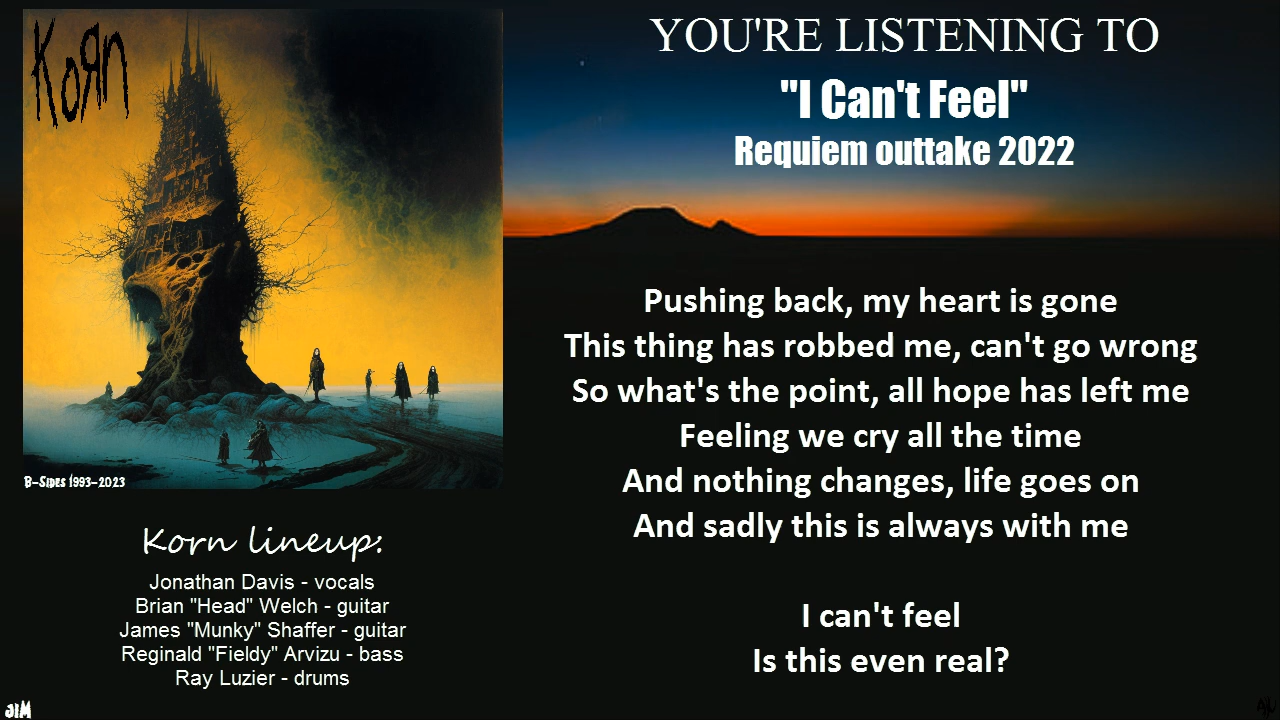 KoЯn
B-Sides 1993-2023
Korn lineup:
Jonathan Davis - vocals
Brian "Head" Welch - guitar
James "Munky" Shaffer - guitar
Reginald "Fieldy" Arvizu - bass
Ray Luzier - drums
JIM
YOU'RE LISTENING TO
"I Can't Feel"
Requiem outtake 2022
Pushing back, my heart is gone
This thing has robbed me, can't go wrong
So what's the point, all hope has left me
Feeling we cry all the time
And nothing changes, life goes on
And sadly this is always with me
I can't feel
Is this even real?